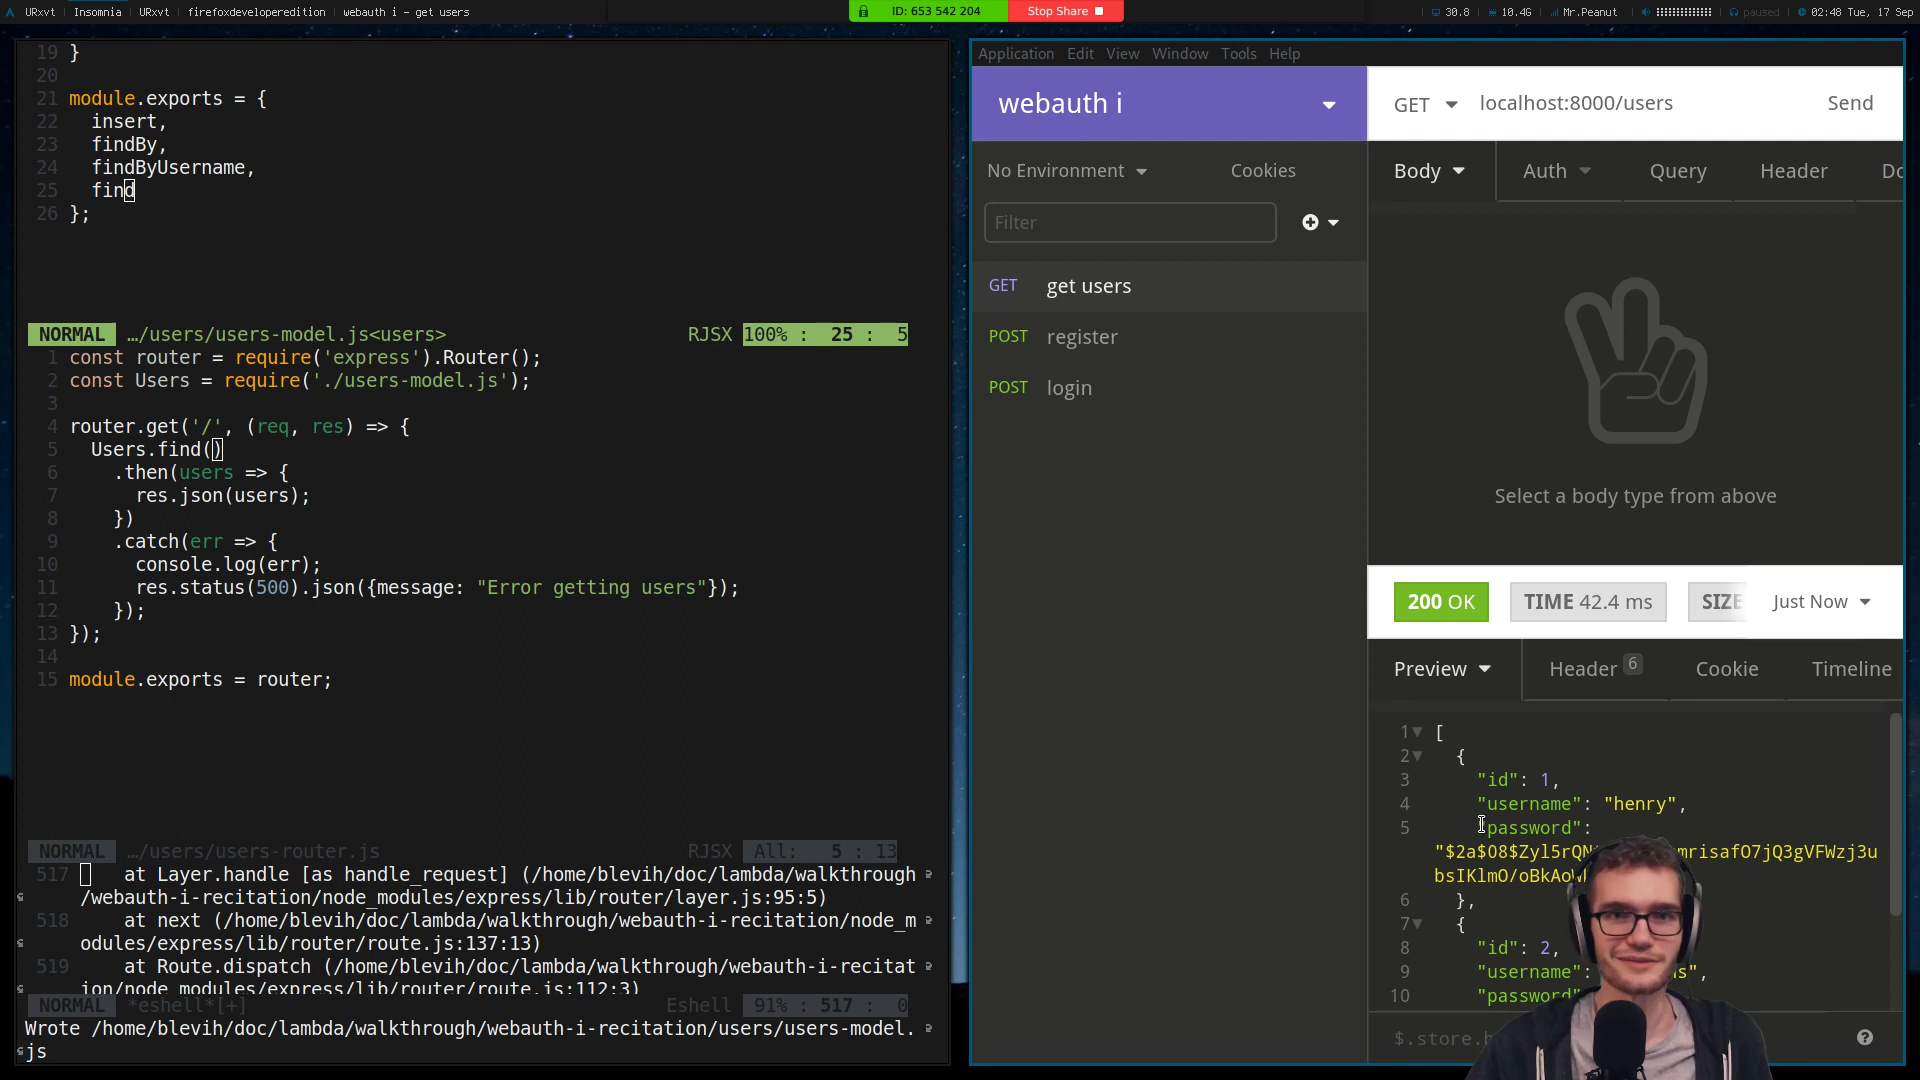 URxvt Insomnia URxvt firefoxdeveloperedition webauth i – get users
ID: 653 542 204 Stop Share
30.8 10.4G Mr.Peanut paused 02:48 Tue, 17 Sep
19 }
20
21 module.exports = {
22 insert,
23 findBy,
24 findByUsername,
25 find
26 };
NORMAL …/users/users-model.js<users> RJSX 100% : 25 : 5
1 const router = require('express').Router();
2 const Users = require('./users-model.js');
3
4 router.get('/', (req, res) => {
5 Users.find()
6 .then(users => {
7 res.json(users);
8 })
9 .catch(err => {
10 console.log(err);
11 res.status(500).json({message: "Error getting users"});
12 });
13 });
14
15 module.exports = router;
NORMAL …/users/users-router.js RJSX All: 5 : 13
517 at Layer.handle [as handle_request] (/home/blevih/doc/lambda/walkthrough
/webauth-i-recitation/node_modules/express/lib/router/layer.js:95:5)
518 at next (/home/blevih/doc/lambda/walkthrough/webauth-i-recitation/node_m
odules/express/lib/router/route.js:137:13)
519 at Route.dispatch (/home/blevih/doc/lambda/walkthrough/webauth-i-recitat
ion/node_modules/express/lib/router/route.js:112:3)
NORMAL *eshell*[+] Eshell 91% : 517 : 0
Wrote /home/blevih/doc/lambda/walkthrough/webauth-i-recitation/users/users-model.
js
Application Edit View Window Tools Help
webauth i
GET localhost:8000/users Send
No Environment Cookies
Filter
GET get users
POST register
POST login
Body Auth Query Header Do
Select a body type from above
200 OK TIME 42.4 ms SIZE Just Now
Preview Header 6 Cookie Timeline
1 [
2 {
3 "id": 1,
4 "username": "henry",
5 "password":
"$2a$08$Zyl5rQN mrisafO7jQ3gVFWzj3u
bsIKlmO/oBkAoW
6 },
7 {
8 "id": 2,
9 "username": s",
10 "password"
$.store.b